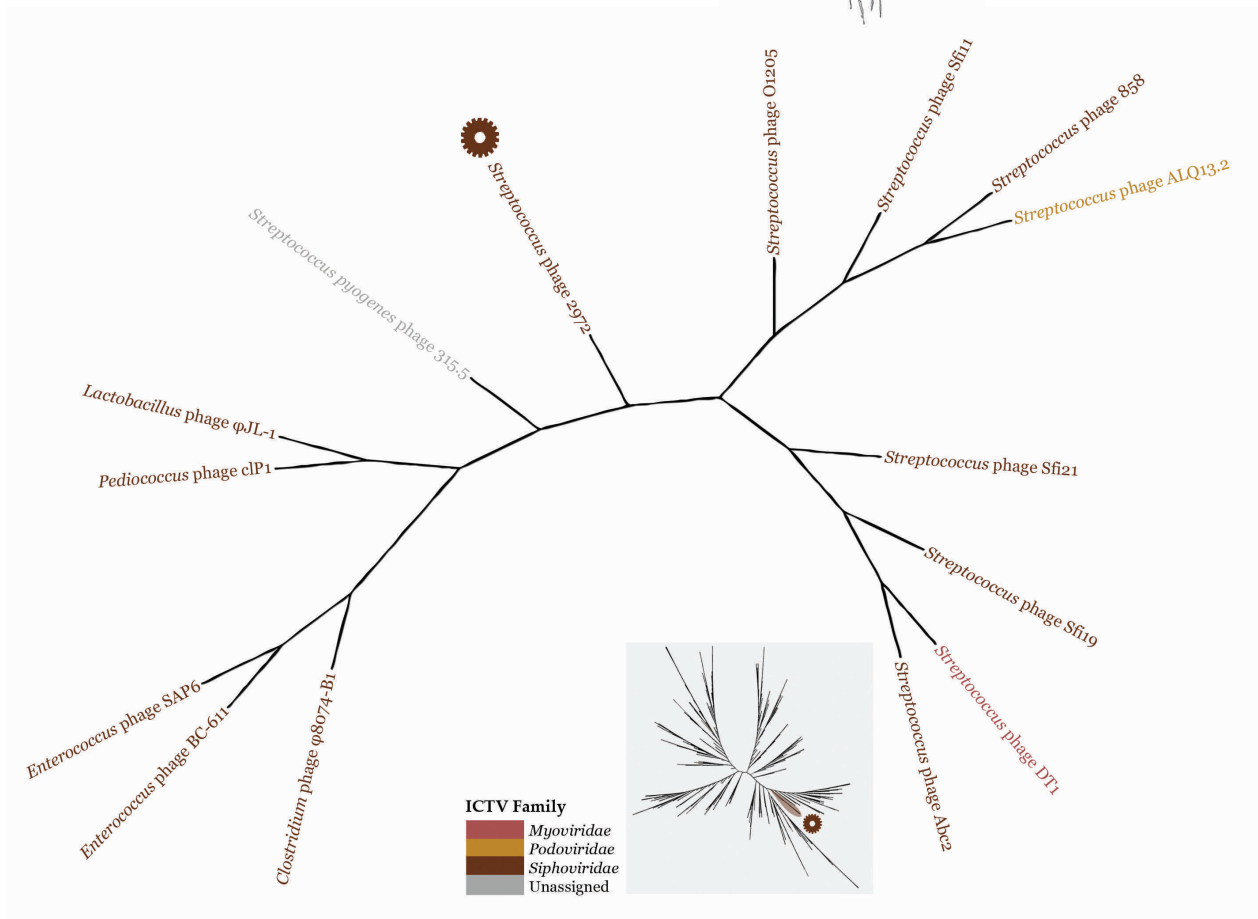 Streptococcus phage O1205
Streptococcus phage Sfi11
Streptococcus phage 858
Streptococcus phage ALQ13.2
Streptococcus phage 2972
Streptococcus pyogenes phage 315.5
Lactobacillus phage φJL-1
Pediococcus phage clP1
Streptococcus phage Sfi21
Streptococcus phage Sfi19
Streptococcus phage DT1
Streptococcus phage Abc2
Enterococcus phage SAP6
Enterococcus phage BC-611
Clostridium phage φ8074-B1
ICTV Family
Myoviridae
Podoviridae
Siphoviridae
Unassigned